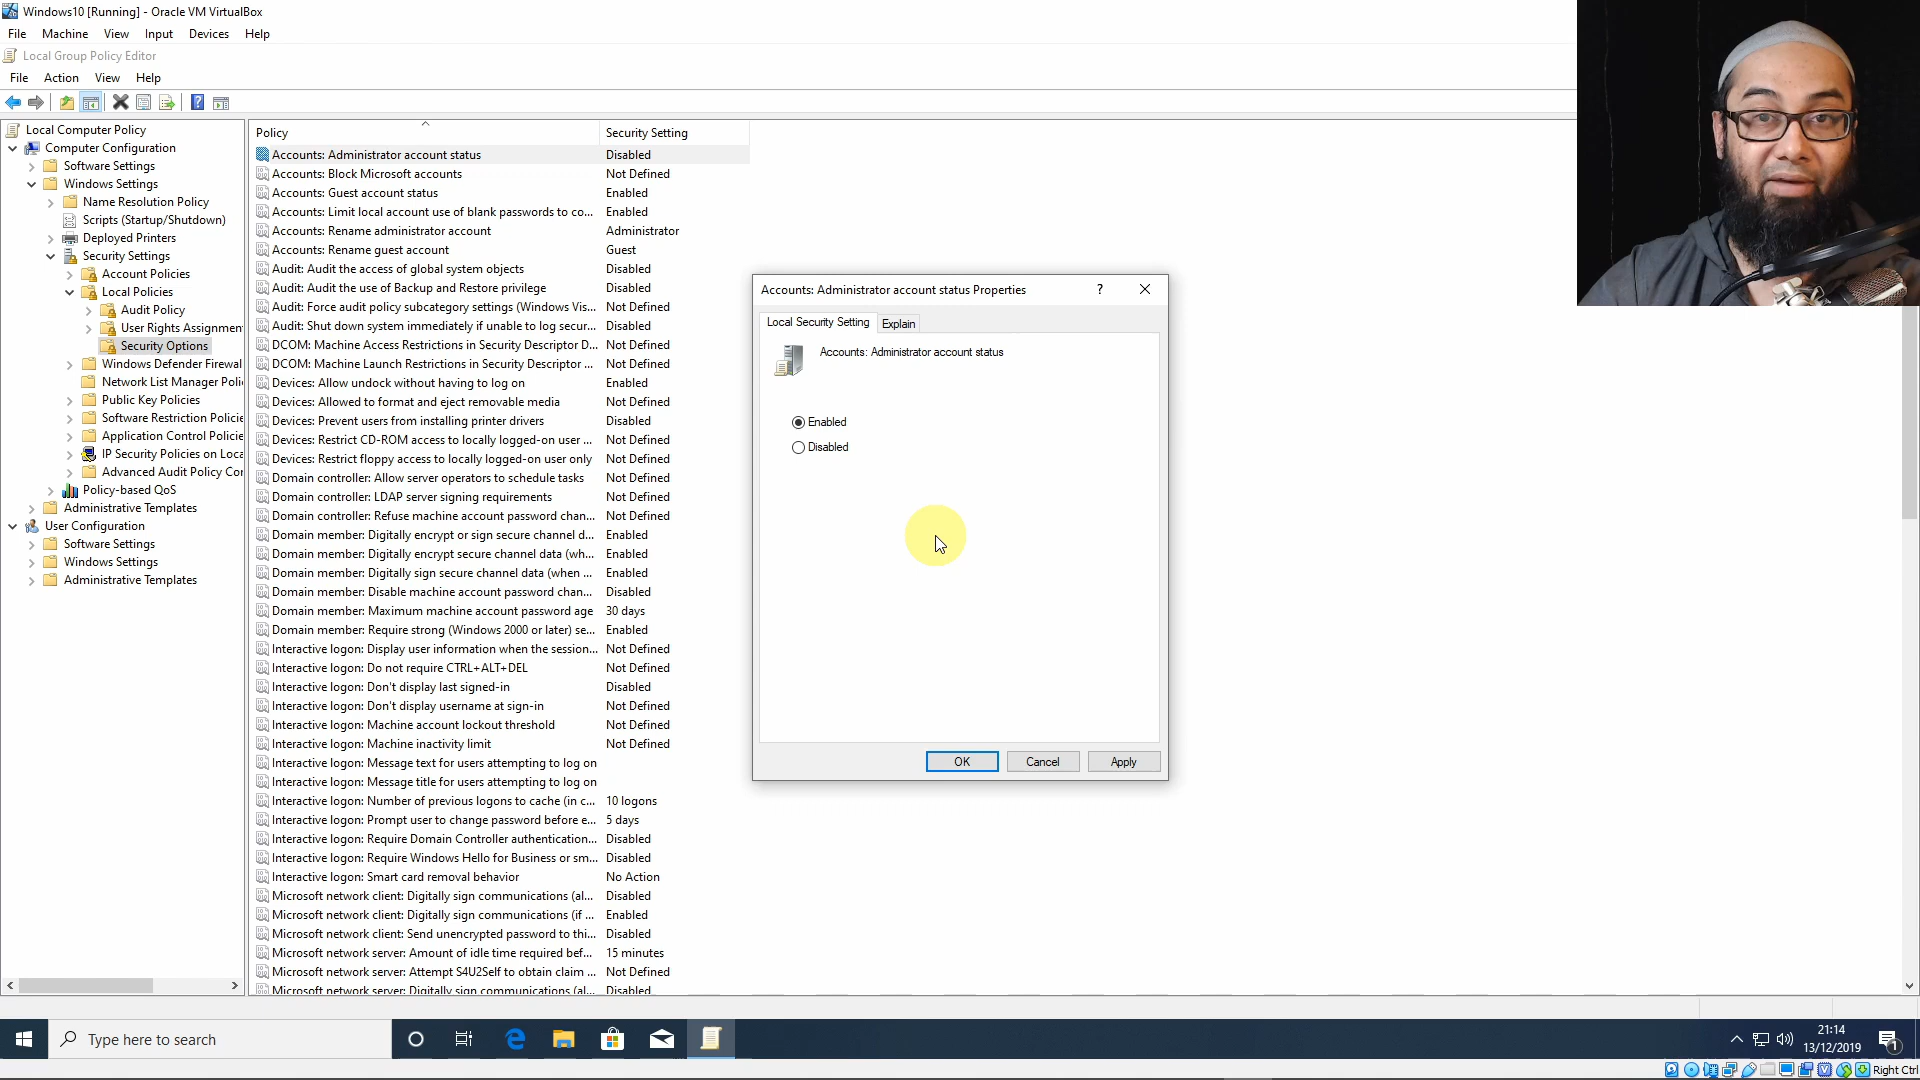 Windows10 [Running] - Oracle VM VirtualBox
File Machine View Input Devices Help
Local Group Policy Editor
File Action View Help
Local Computer Policy
Computer Configuration
Software Settings
Windows Settings
Name Resolution Policy
Scripts (Startup/Shutdown)
Deployed Printers
Security Settings
Account Policies
Local Policies
Audit Policy
User Rights Assignmen
Security Options
Windows Defender Firewal
Network List Manager Poli
Public Key Policies
Software Restriction Policie
Application Control Policie
IP Security Policies on Loca
Advanced Audit Policy Cor
Policy-based QoS
Administrative Templates
User Configuration
Software Settings
Windows Settings
Administrative Templates
Policy Security Setting
Accounts: Administrator account status Disabled
Accounts: Block Microsoft accounts Not Defined
Accounts: Guest account status Enabled
Accounts: Limit local account use of blank passwords to co... Enabled
Accounts: Rename administrator account Administrator
Accounts: Rename guest account Guest
Audit: Audit the access of global system objects Disabled
Audit: Audit the use of Backup and Restore privilege Disabled
Audit: Force audit policy subcategory settings (Windows Vis... Not Defined
Audit: Shut down system immediately if unable to log secur... Disabled
DCOM: Machine Access Restrictions in Security Descriptor D... Not Defined
DCOM: Machine Launch Restrictions in Security Descriptor ... Not Defined
Devices: Allow undock without having to log on Enabled
Devices: Allowed to format and eject removable media Not Defined
Devices: Prevent users from installing printer drivers Disabled
Devices: Restrict CD-ROM access to locally logged-on user ... Not Defined
Devices: Restrict floppy access to locally logged-on user only Not Defined
Domain controller: Allow server operators to schedule tasks Not Defined
Domain controller: LDAP server signing requirements Not Defined
Domain controller: Refuse machine account password chan... Not Defined
Domain member: Digitally encrypt or sign secure channel d... Enabled
Domain member: Digitally encrypt secure channel data (wh... Enabled
Domain member: Digitally sign secure channel data (when ... Enabled
Domain member: Disable machine account password chan... Disabled
Domain member: Maximum machine account password age 30 days
Domain member: Require strong (Windows 2000 or later) se... Enabled
Interactive logon: Display user information when the session... Not Defined
Interactive logon: Do not require CTRL+ALT+DEL Not Defined
Interactive logon: Don't display last signed-in Disabled
Interactive logon: Don't display username at sign-in Not Defined
Interactive logon: Machine account lockout threshold Not Defined
Interactive logon: Machine inactivity limit Not Defined
Interactive logon: Message text for users attempting to log on
Interactive logon: Message title for users attempting to log on
Interactive logon: Number of previous logons to cache (in c... 10 logons
Interactive logon: Prompt user to change password before e... 5 days
Interactive logon: Require Domain Controller authentication... Disabled
Interactive logon: Require Windows Hello for Business or sm... Disabled
Interactive logon: Smart card removal behavior No Action
Microsoft network client: Digitally sign communications (al... Disabled
Microsoft network client: Digitally sign communications (if ... Enabled
Microsoft network client: Send unencrypted password to thi... Disabled
Microsoft network server: Amount of idle time required bef... 15 minutes
Microsoft network server: Attempt S4U2Self to obtain claim ... Not Defined
Microsoft network server: Digitally sign communications (al... Disabled
Accounts: Administrator account status Properties ?
Local Security Setting Explain
Accounts: Administrator account status
Enabled
Disabled
OK Cancel Apply
Type here to search
21:14
13/12/2019
1
Right Ctrl